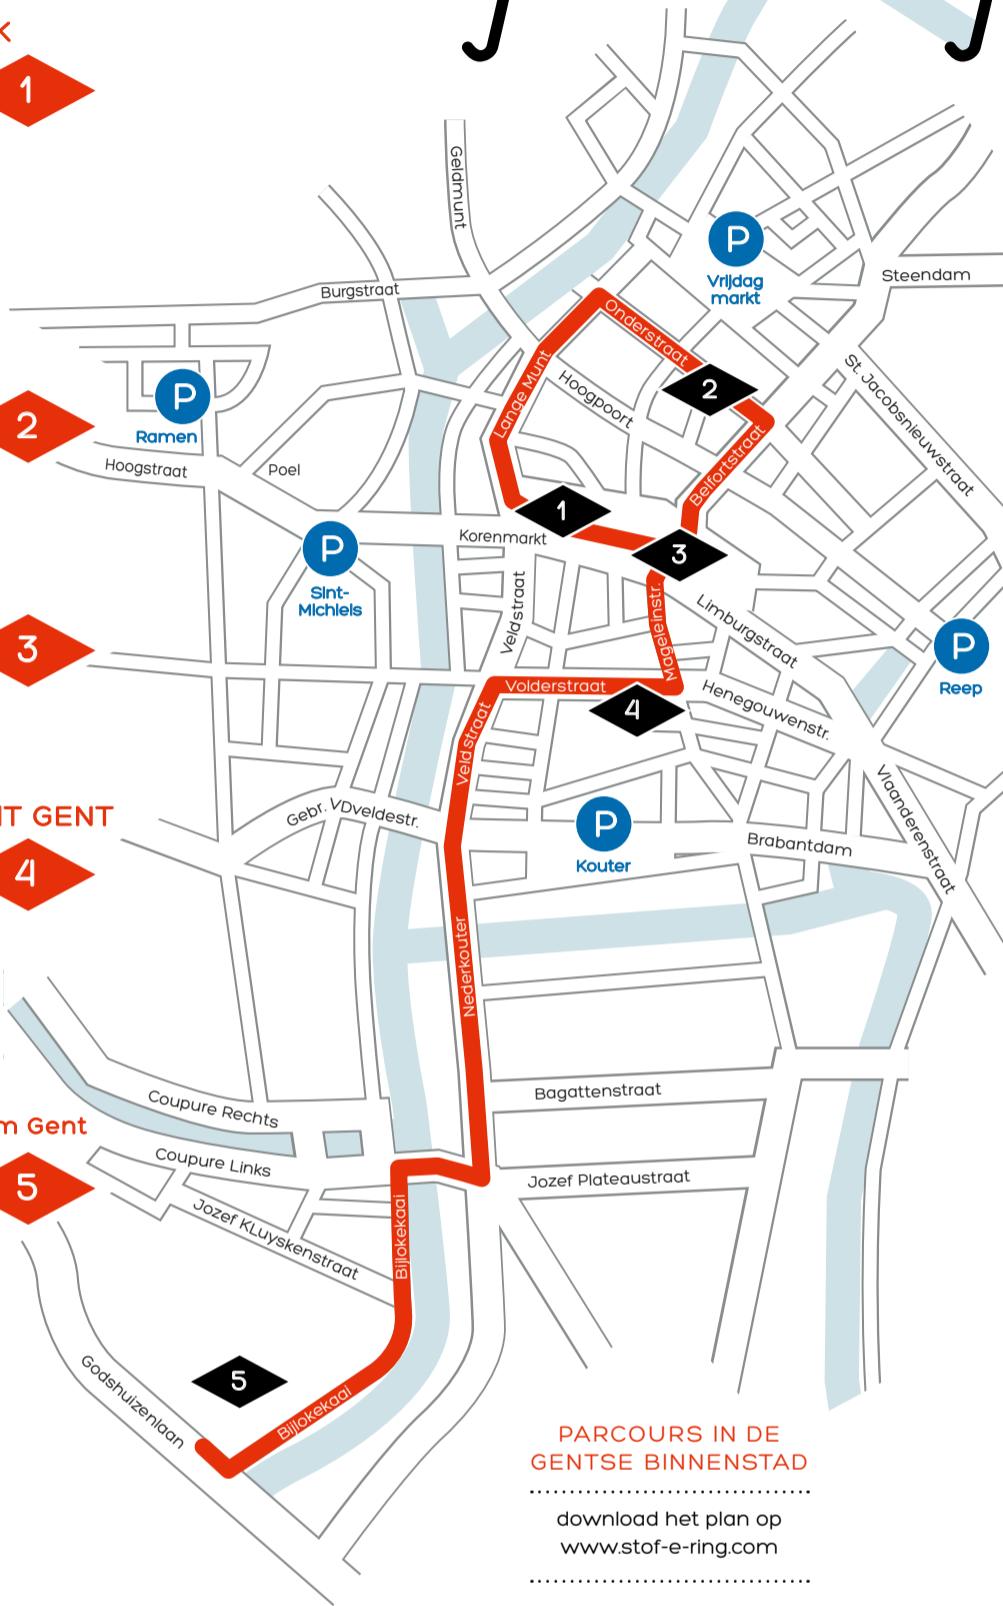 K
1
2
3
NT GENT
4
m Gent
5
Geldmunt
Burgstraat
P
Vrijdag
markt
Steendam
Onderstraat
2
St. Jacobsnieuwstraat
Lange Munt
Hoogpoort
P
Ramen
Hoogstraat
Poel
Belfortstraat
1
3
Korenmarkt
P
Sint-
Michiels
Veldstraat
Mageleinstr.
Limburgstraat
P
Reep
Volderstraat
4
Henegouwenstr.
Veldstraat
Vlaanderenstraat
Gebr. VDveldestr.
P
Kouter
Brabantdam
Nederkouter
Coupure Rechts
Bagattenstraat
Coupure Links
Jozef Plateaustraat
Jozef KLuyskenstraat
Bijlokekaai
5
Godshuizenlaan
Bijlokekaai
PARCOURS IN DE
GENTSE BINNENSTAD
download het plan op
www.stof-e-ring.com